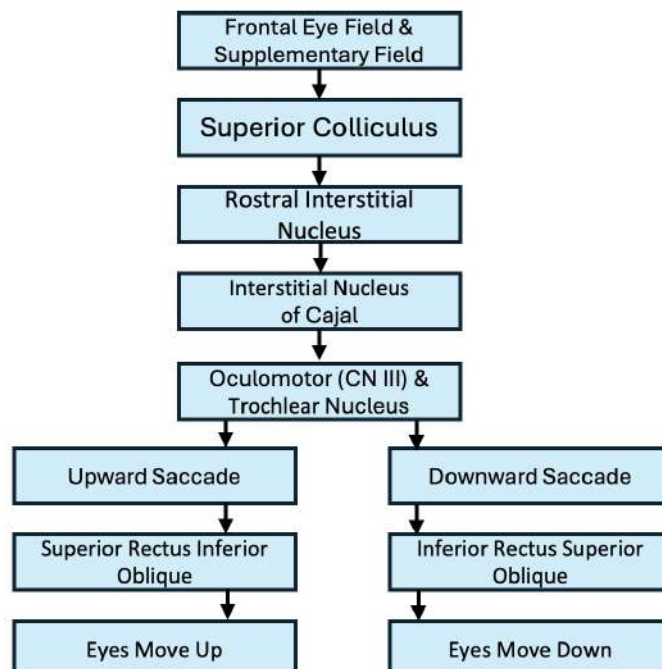 Frontal Eye Field &
Supplementary Field
Superior Colliculus
Rostral Interstitial
Nucleus
Interstitial Nucleus
of Cajal
Oculomotor (CN III) &
Trochlear Nucleus
Upward Saccade
Downward Saccade
Superior Rectus Inferior
Oblique
Inferior Rectus Superior
Oblique
Eyes Move Up
Eyes Move Down